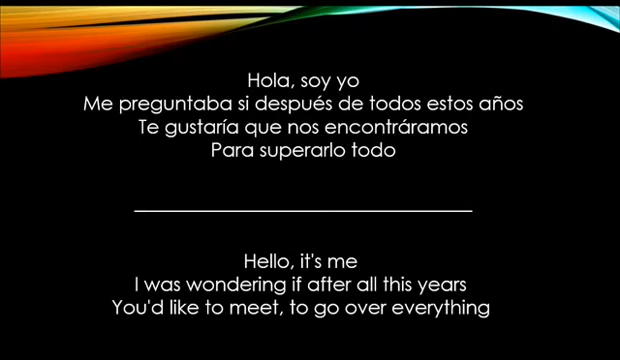 Hola, soy yo
Me preguntaba si después de todos estos años
Te gustaría que nos encontráramos
Para superarlo todo
Hello, it's me
I was wondering if after all this years
You'd like to meet, to go over everything